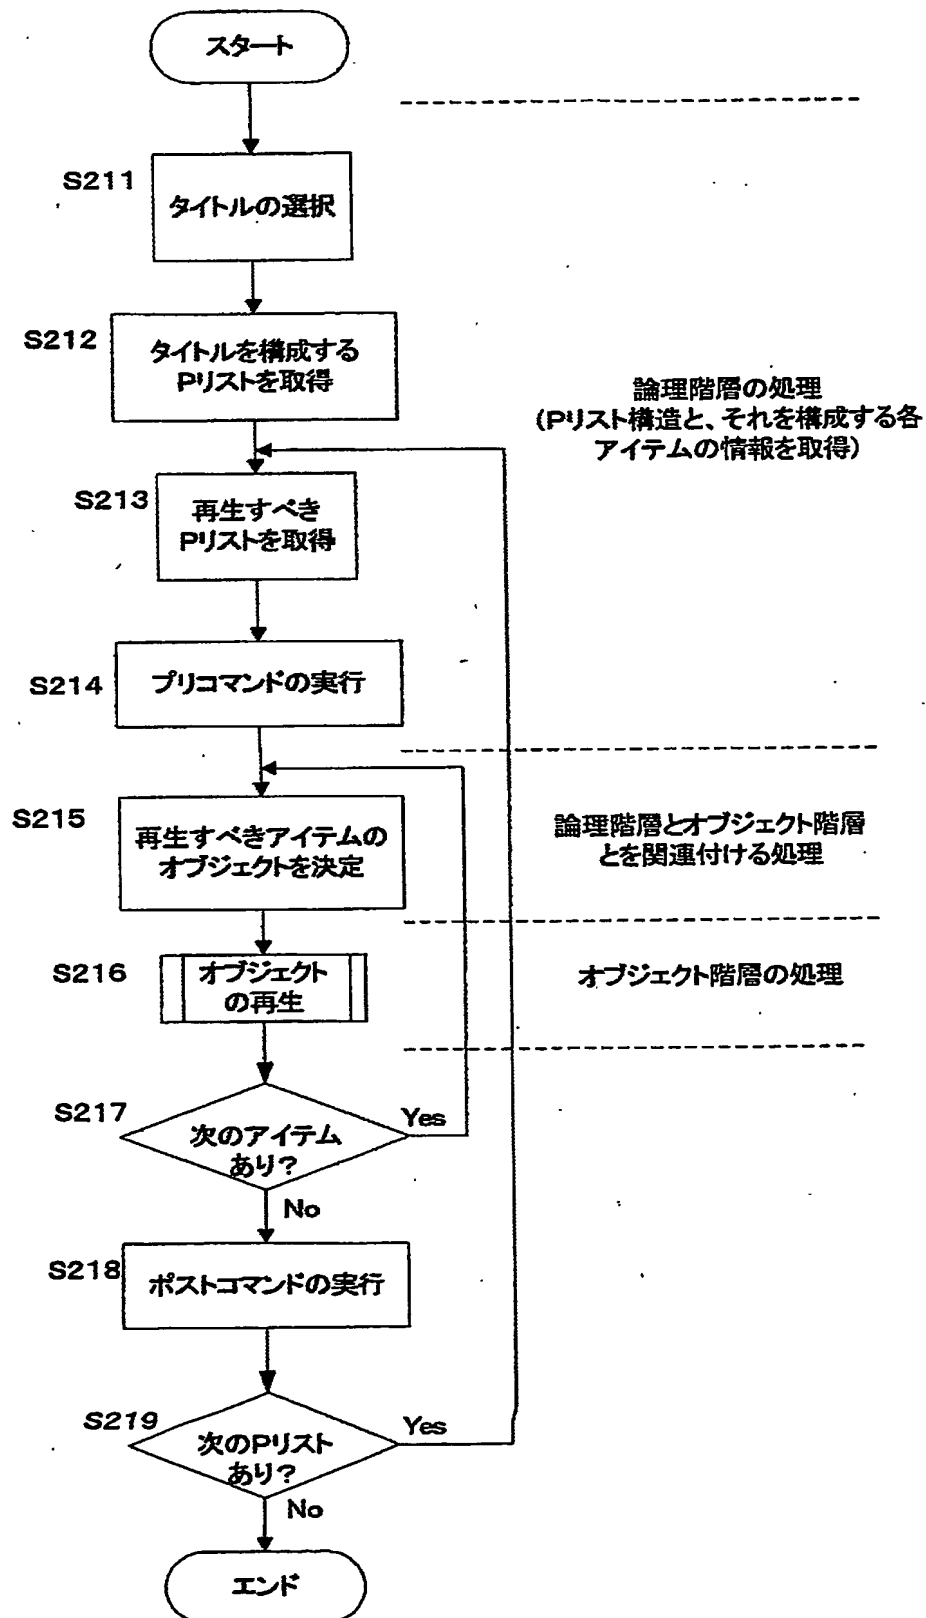 スタート
S211
タイトルの選択
S212
タイトルを構成する
Pリストを取得
論理階層の処理
(Pリスト構造と、それを構成する各
アイテムの情報を取得)
S213
再生すべき
Pリストを取得
S214
プリコマンドの実行
S215
再生すべきアイテムの
オブジェクトを決定
論理階層とオブジェクト階層
とを関連付ける処理
S216
オブジェクト
の再生
オブジェクト階層の処理
S217
次のアイテム
あり?
Yes
No
S218
ポストコマンドの実行
S219
次のPリスト
あり?
Yes
No
エンド